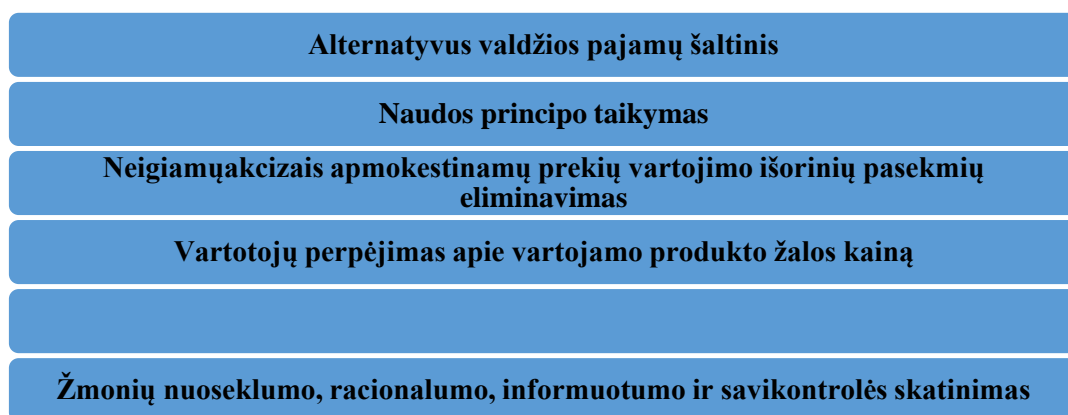 Alternatyvus valdžios pajamų šaltinis
Naudos principo taikymas
Neigiamųakcizais apmokestinamų prekių vartojimo išorinių pasekmių
eliminavimas
Vartotojų perpėjimas apie vartojamo produkto žalos kainą
Žmonių nuoseklumo, racionalumo, informuotumo ir savikontrolės skatinimas